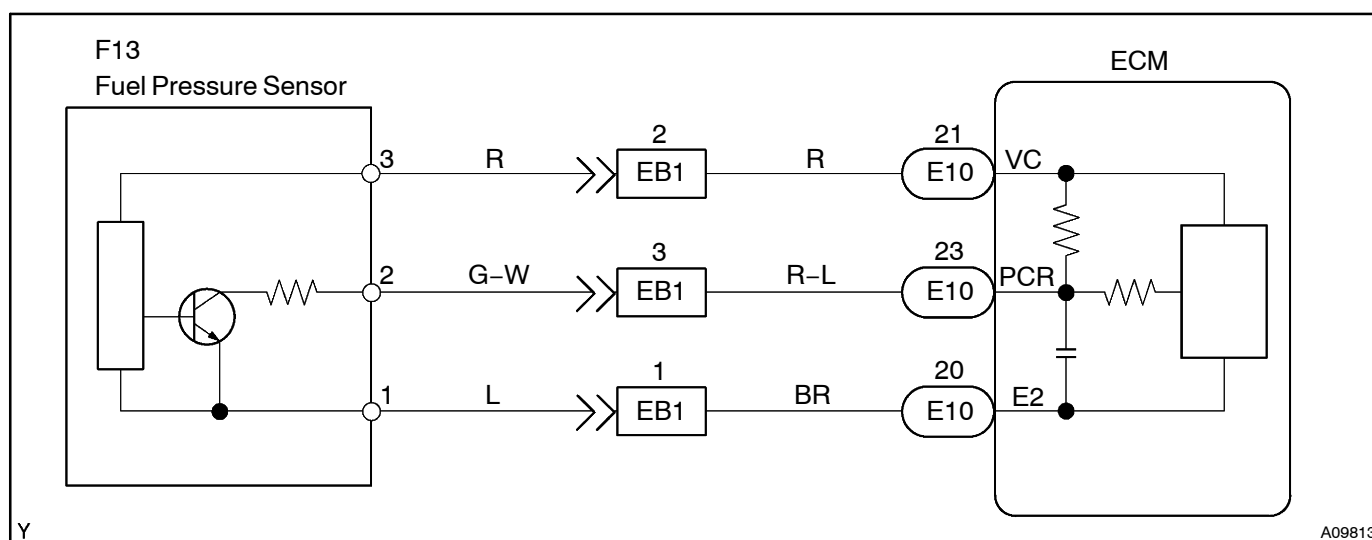 F13
Fuel Pressure Sensor
ECM
3
R
2
EB1
R
21
E10
VC
2
G–W
3
EB1
R–L
23
E10
PCR
1
L
1
EB1
BR
20
E10
E2
Y
A09813